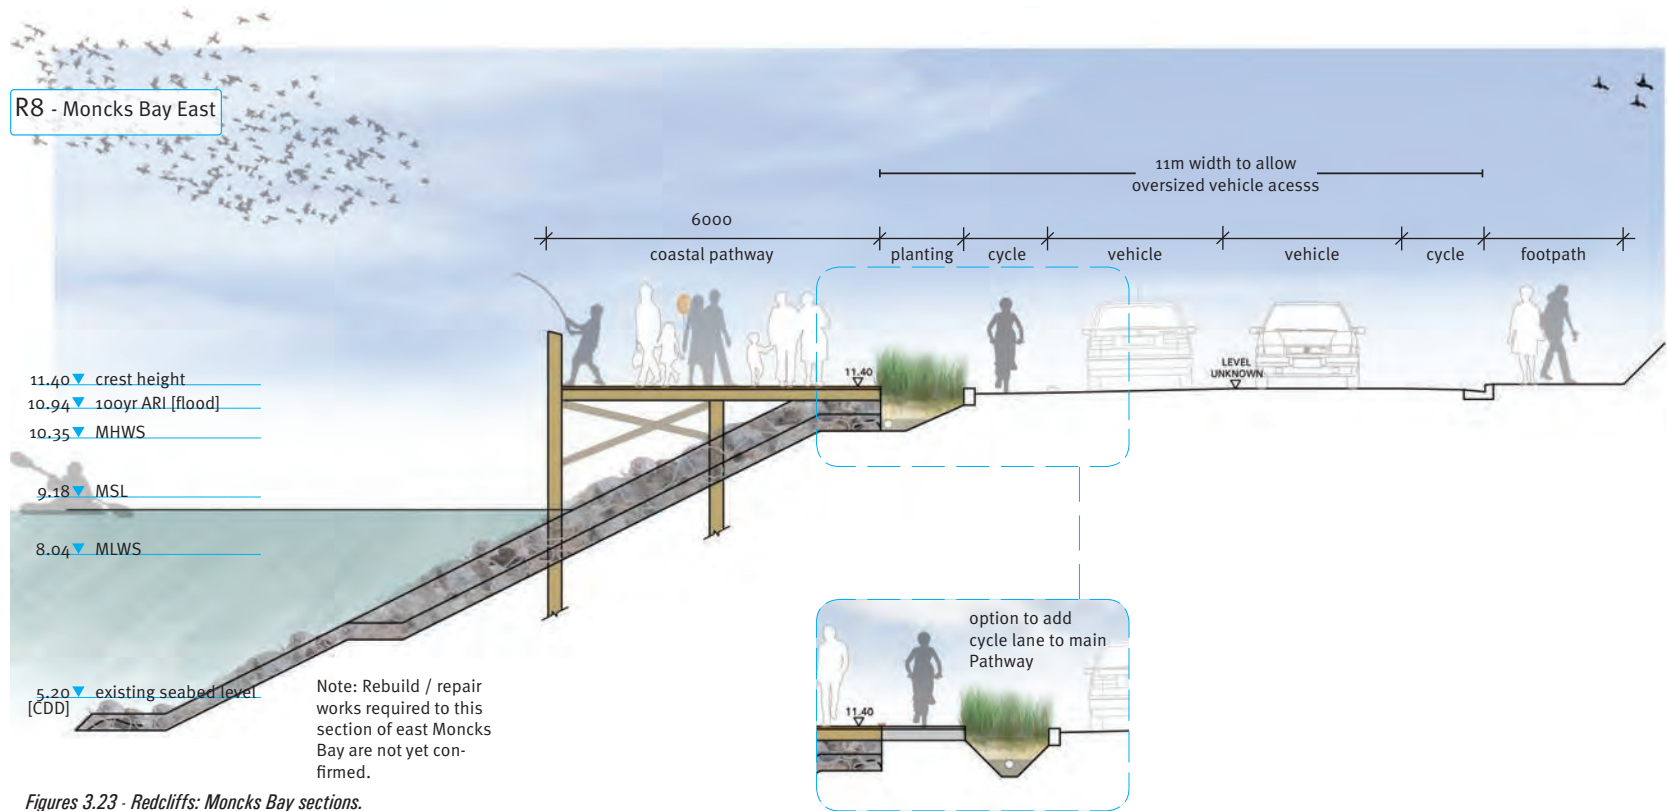 R8 - Moncks Bay East
11m width to allow
oversized vehicle acesss
6000
coastal pathway
planting
cycle
vehicle
vehicle
cycle
footpath
11.40 crest height
10.94 100yr ARI [flood]
10.35 MHWS
9.18 MSL
8.04 MLWS
5.20 existing seabed level
[CDD]
11.40
LEVEL
UNKNOWN
Note: Rebuild / repair
works required to this
section of east Moncks
Bay are not yet con-
firmed.
option to add
cycle lane to main
Pathway
11.40
Figures 3.23 - Redcliffs: Moncks Bay sections.